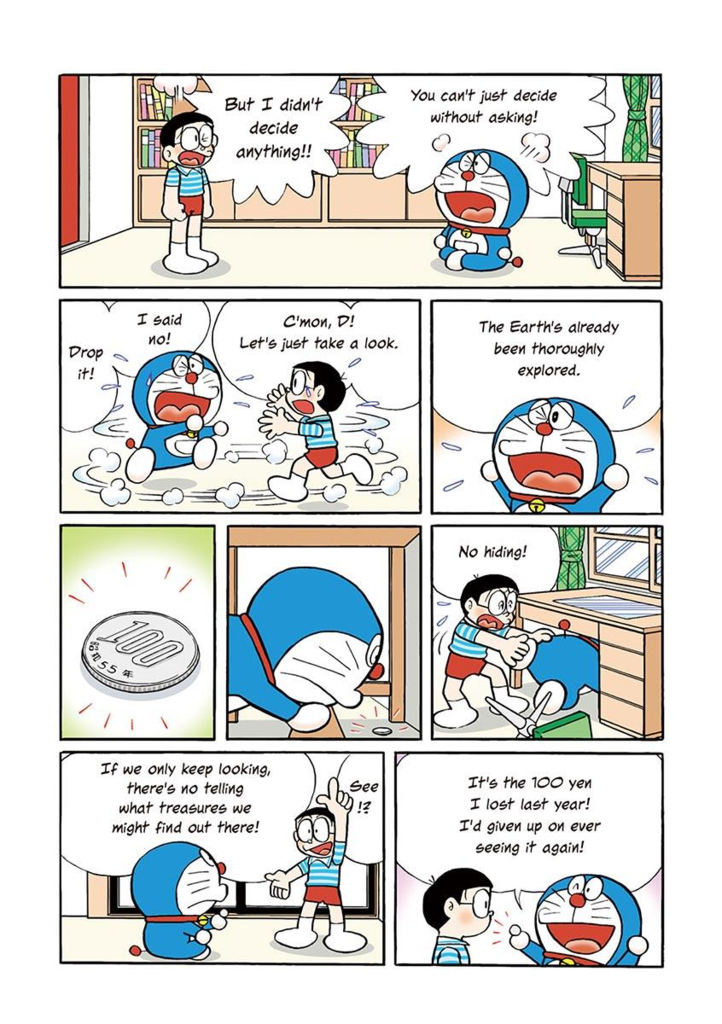 You can't just decide
without asking!
But I didn't
decide
anything!!
The Earth's already
been thoroughly
explored.
C'mon, D!
Let's just take a look.
I said
no!
Drop
it!
No hiding!
100
昭和55年
It's the 100 yen
I lost last year!
I'd given up on ever
seeing it again!
See
!?
If we only keep looking,
there's no telling
what treasures we
might find out there!